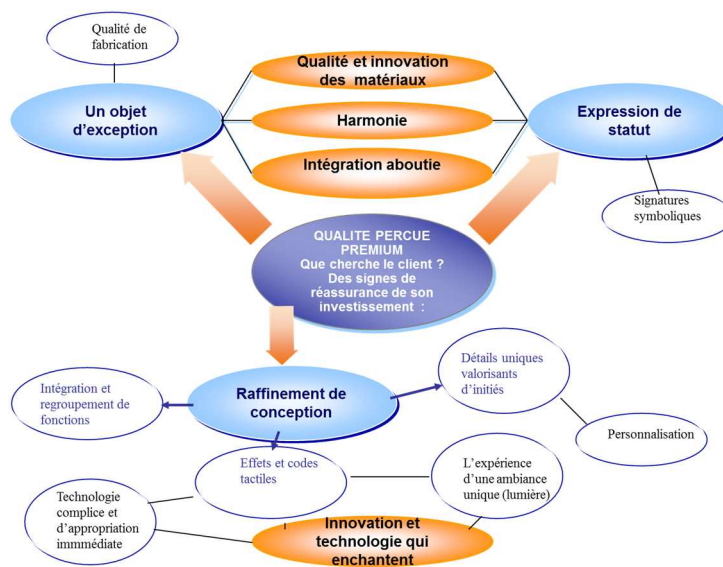 Qualité de
fabrication
Un objet
d'exception
Qualité et innovation
des matériaux
Harmonie
Intégration aboutie
Expression de
statut
Signatures
symboliques
QUALITE PERCUE
PREMIUM
Que cherche le client ?
Des signes de
réassurance de son
investissement :
Raffinement de
conception
Intégration et
regroupement de
fonctions
Détails uniques
valorisants
d'initiés
Personnalisation
Effets et codes
tactiles
L'expérience
d'une ambiance
unique (lumière)
Technologie
complice et
d'appropriation
immmédiate
Innovation et
technologie qui
enchantent